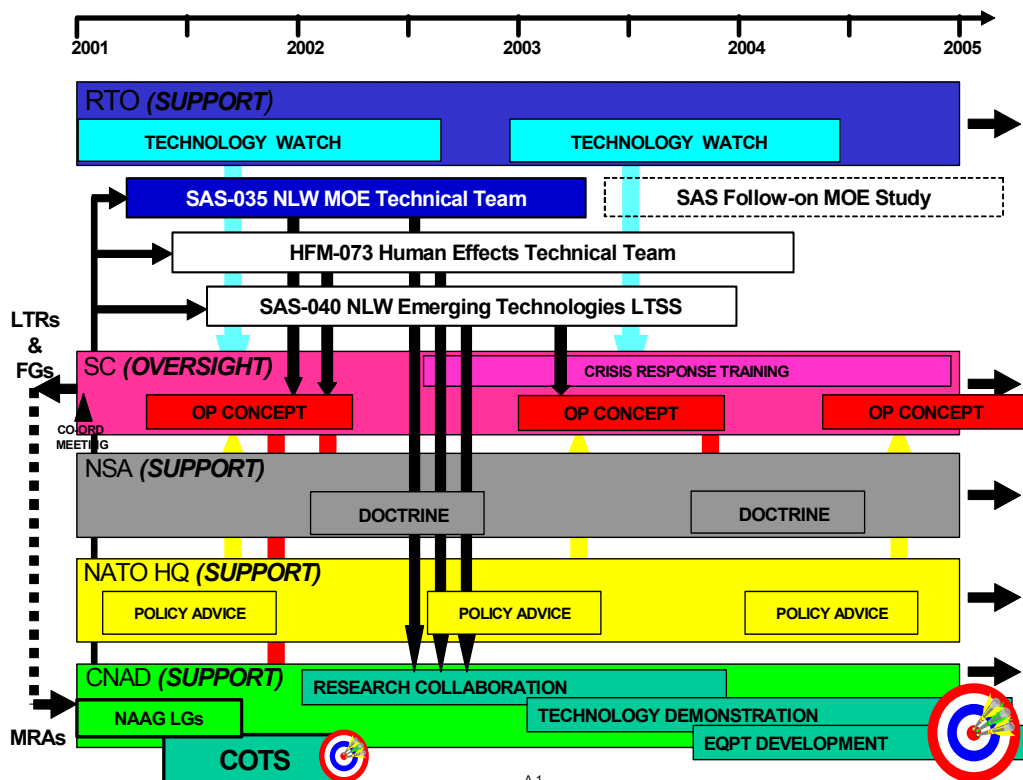 2001 2002 2003 2004 2005
RTO (SUPPORT)
TECHNOLOGY WATCH TECHNOLOGY WATCH
SAS-035 NLW MOE Technical Team SAS Follow-on MOE Study
HFM-073 Human Effects Technical Team
SAS-040 NLW Emerging Technologies LTSS
LTRs
&
FGs
SC (OVERSIGHT)
CRISIS RESPONSE TRAINING
OP CONCEPT OP CONCEPT OP CONCEPT
CO-ORD
MEETING
NSA (SUPPORT)
DOCTRINE DOCTRINE
NATO HQ (SUPPORT)
POLICY ADVICE POLICY ADVICE POLICY ADVICE
CNAD (SUPPORT)
RESEARCH COLLABORATION
MRAs
NAAG LGs
TECHNOLOGY DEMONSTRATION
COTS
EQPT DEVELOPMENT
A 1